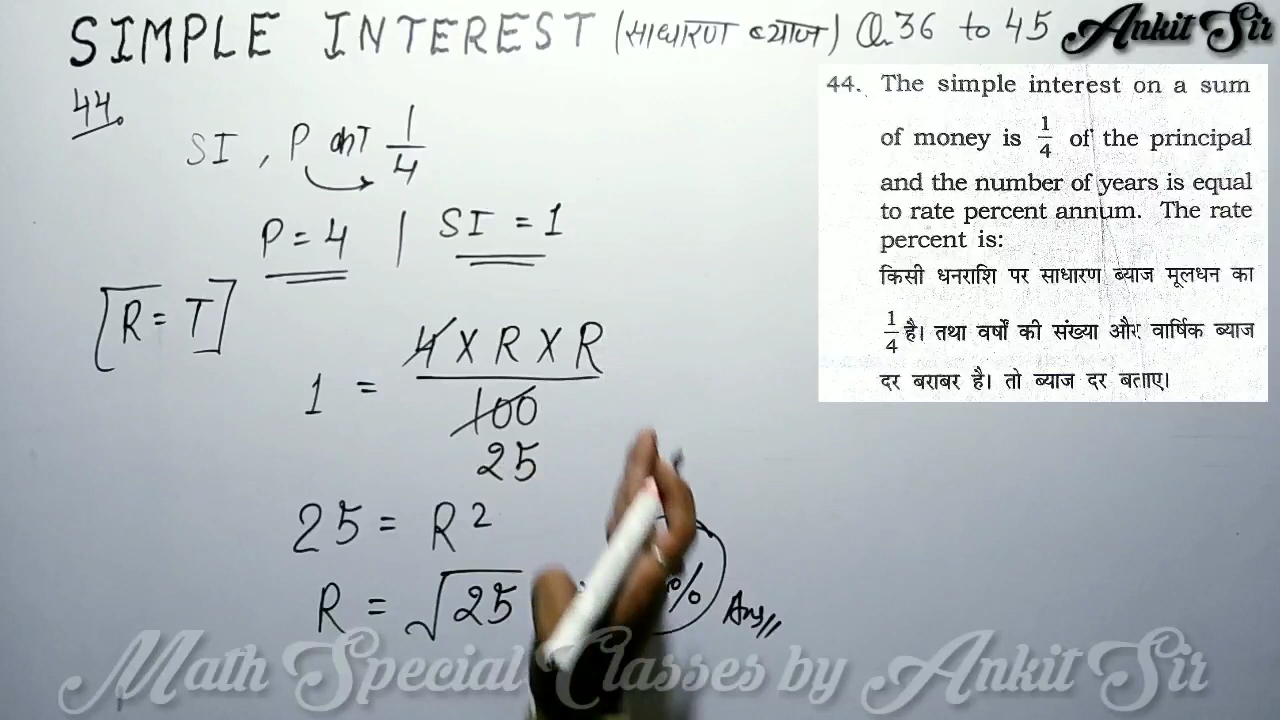 SIMPLE INTEREST (साधारण ब्याज) Q.36 to 45 Ankit Sir
44.
SI , P का 1/4
P = 4 | SI = 1
[R = T]
1 = 4 X R X R / 100
25
25 = R²
R = √25
% Ans
44. The simple interest on a sum
of money is 1/4 of the principal
and the number of years is equal
to rate percent annum. The rate
percent is:
किसी धनराशि पर साधारण ब्याज मूलधन का
1/4 है। तथा वर्षों की संख्या और वार्षिक ब्याज
दर बराबर है। तो ब्याज दर बताए।
Math Special Classes by Ankit Sir